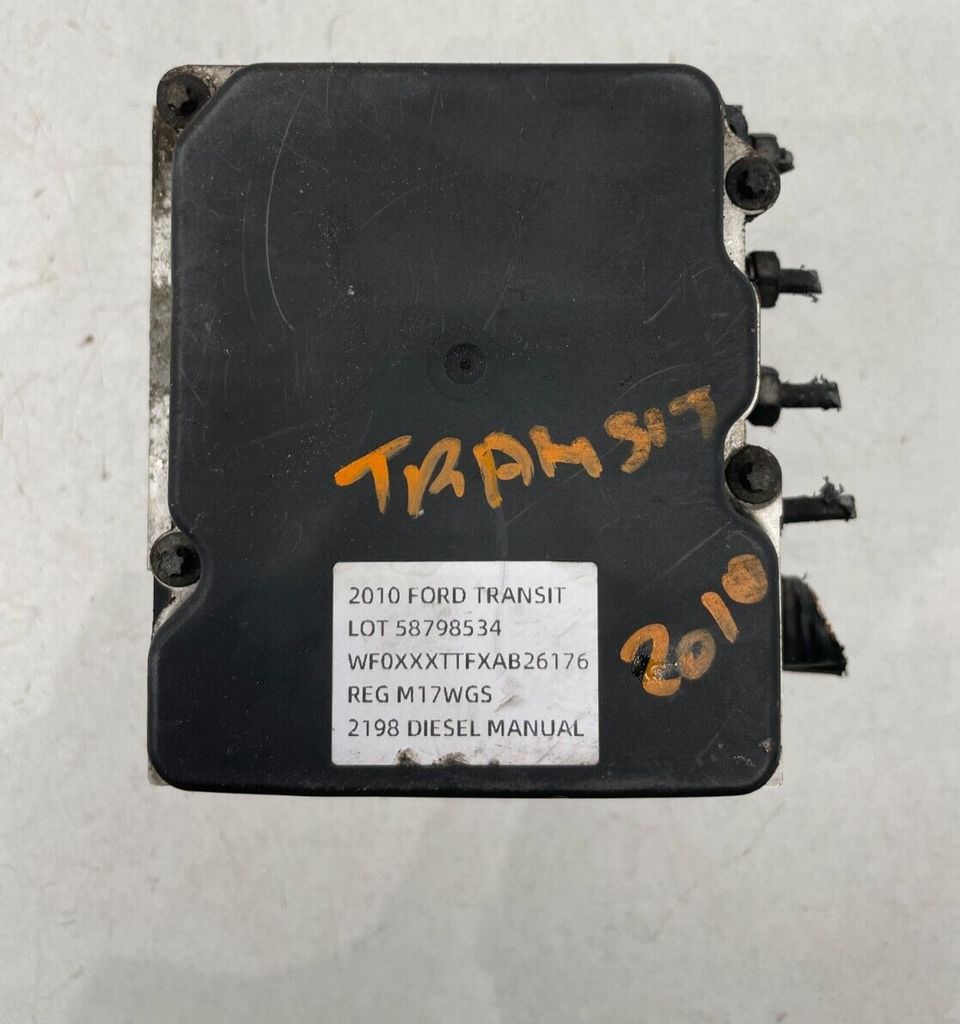 TRANSIT
2010
2010 FORD TRANSIT
LOT 58798534
WF0XXXTTFXAB26176
REG M17WGS
2198 DIESEL MANUAL